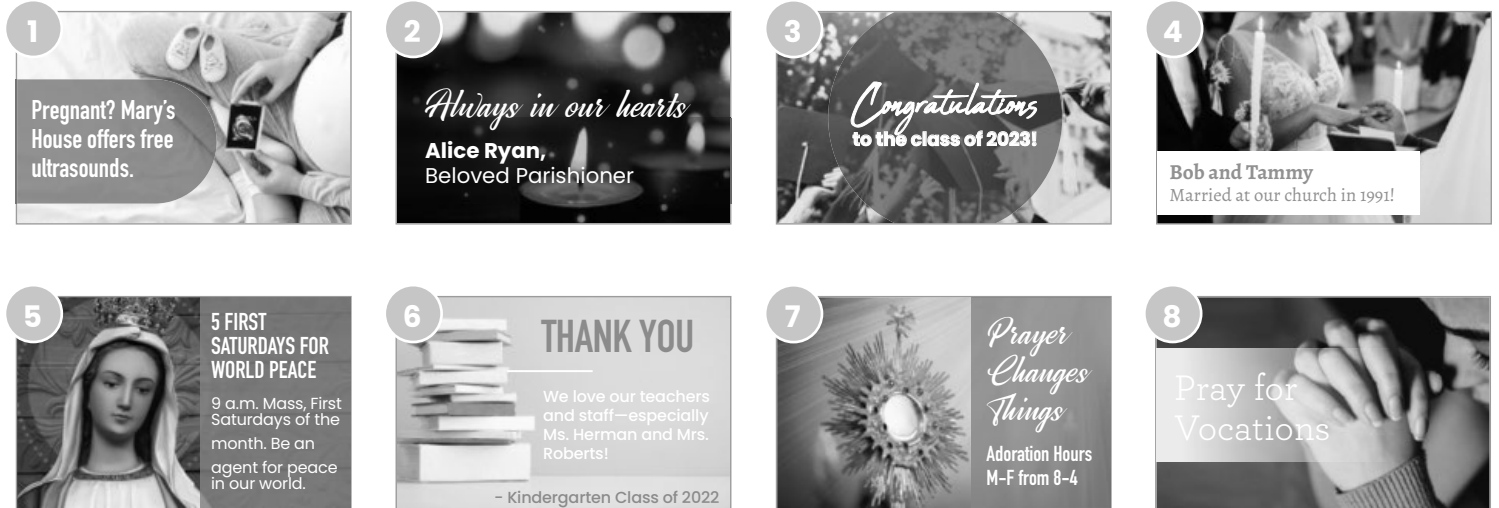 1
Pregnant? Mary's
House offers free
ultrasounds.
2
Always in our hearts
Alice Ryan,
Beloved Parishioner
3
Congratulations
to the class of 2023!
4
Bob and Tammy
Married at our church in 1991!
5
5 FIRST
SATURDAYS FOR
WORLD PEACE
9 a.m. Mass, First
Saturdays of the
month. Be an
agent for peace
in our world.
6
THANK YOU
We love our teachers
and staff—especially
Ms. Herman and Mrs.
Roberts!
- Kindergarten Class of 2022
7
Prayer
Changes
Things
Adoration Hours
M-F from 8-4
8
Pray for
Vocations